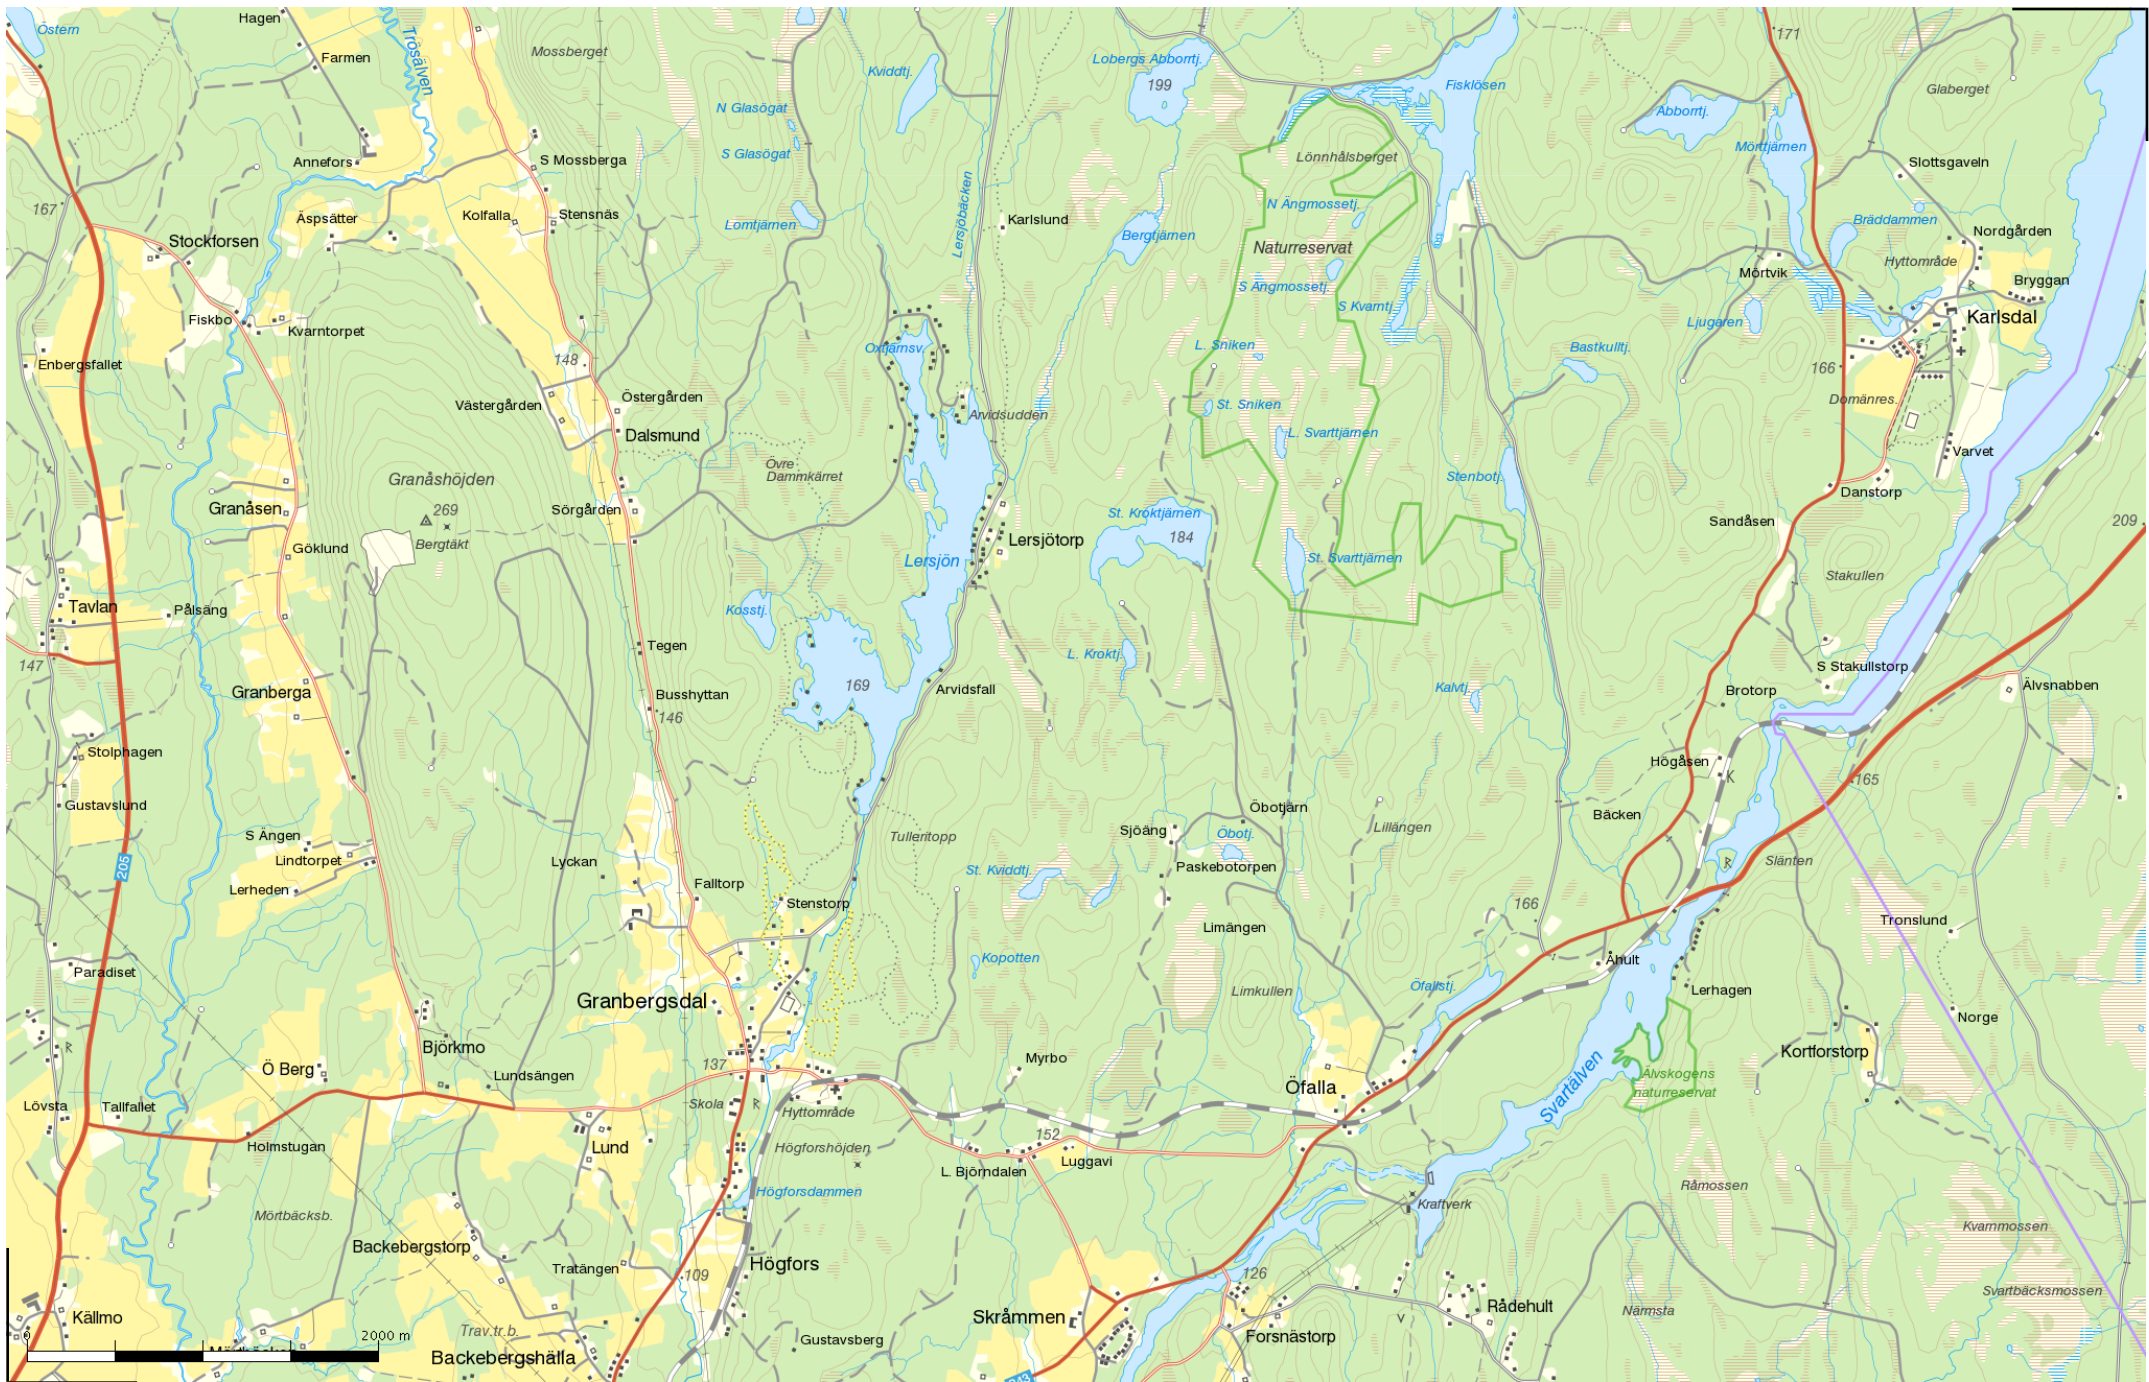 Hagen
Östern
Farmen
Trösälven
Mossberget
Kviddtj.
Lobergs Abborrtj.
199
Fisklösen
171
Glaberget
Abborrtj.
N Glasögat
S Glasögat
Annefors
S Mossberga
Lönnhålsberget
Mörttjärnen
Slottsgaveln
167
Äspsätter
Kolfalla
Stensnäs
Lomtjärnen
Lersjöbäcken
Karlslund
Bergtjärnen
N Ängmossetj.
Bräddammen
Nordgården
Stockforsen
Naturreservat
Hyttområde
Mörtvik
Bryggan
S Ängmossetj.
S Kvarntj.
Fiskbo
Kvarntorpet
Ljugaren
Karlsdal
Enbergsfallet
148
Oxtjärnsv.
L. Sniken
Bastkulltj.
166
Västergården
Östergården
Arvidsudden
St. Sniken
Domänres.
Dalsmund
L. Svarttjärnen
Varvet
Granåshöjden
269
Övre
Dammkärret
Stenbotj.
Danstorp
Granåsen
Sörgården
St. Kroktjärnen
184
Sandåsen
209
Göklund
Bergtäkt
Lersjön
Lersjötorp
St. Svarttjärnen
Stakullen
Tavlan
Pålsäng
Kosstj.
147
Tegen
L. Kroktj.
S Stakullstorp
Granberga
Busshyttan
146
169
Arvidsfall
Kalvtj.
Brotorp
Älvsnabben
Stolphagen
Högåsen
165
Gustavslund
Öbotjärn
Bäcken
S Ängen
Lindtorpet
Lerheden
Tulleritopp
Sjöäng
Öbotj.
Lillängen
205
Lyckan
Paskebotorpen
Slänten
Falltorp
Stenstorp
St. Kviddtj.
166
Tronslund
Limängen
Paradiset
Kopotten
Åhult
Granbergsdal
Limkullen
Öfallstj.
Lerhagen
Norge
Björkmo
Ö Berg
137
Myrbo
Öfalla
Svartälven
Kortforstorp
Älvskogens
naturreservat
Lundsängen
Lövsta
Tallfallet
Skola
Hyttområde
Holmstugan
Lund
Högforshöjden
152
L. Björndalen
Luggavi
Högforsdammen
Kraftverk
Råmossen
Mörtbäcksb.
Kvarnmossen
Backebergstorp
Tratängen
109
Högfors
126
Svartbäcksmossen
Källmo
Skråmmen
Rådehult
Närmsta
0
2000 m
Trav.tr.b.
Gustavsberg
Forsnästorp
Backebergshälla